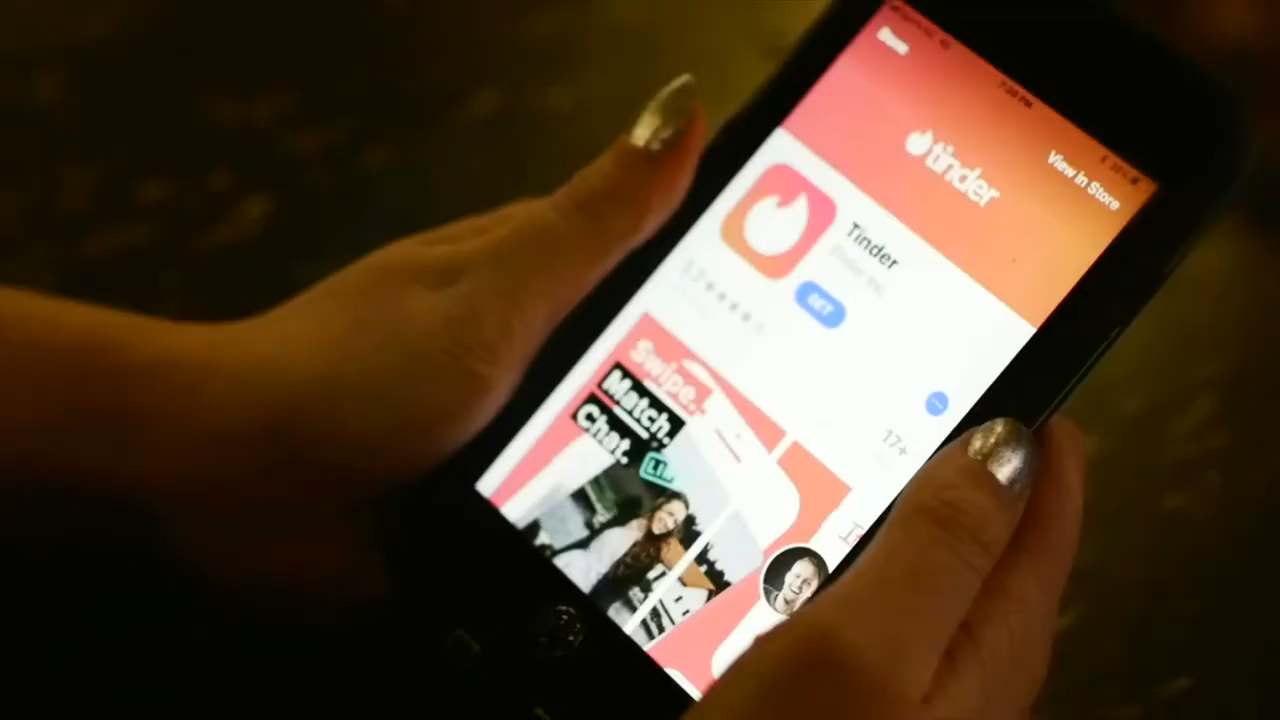 tinder
View in Store
Tinder
GET
17+
Swipe.
Match.
Chat.